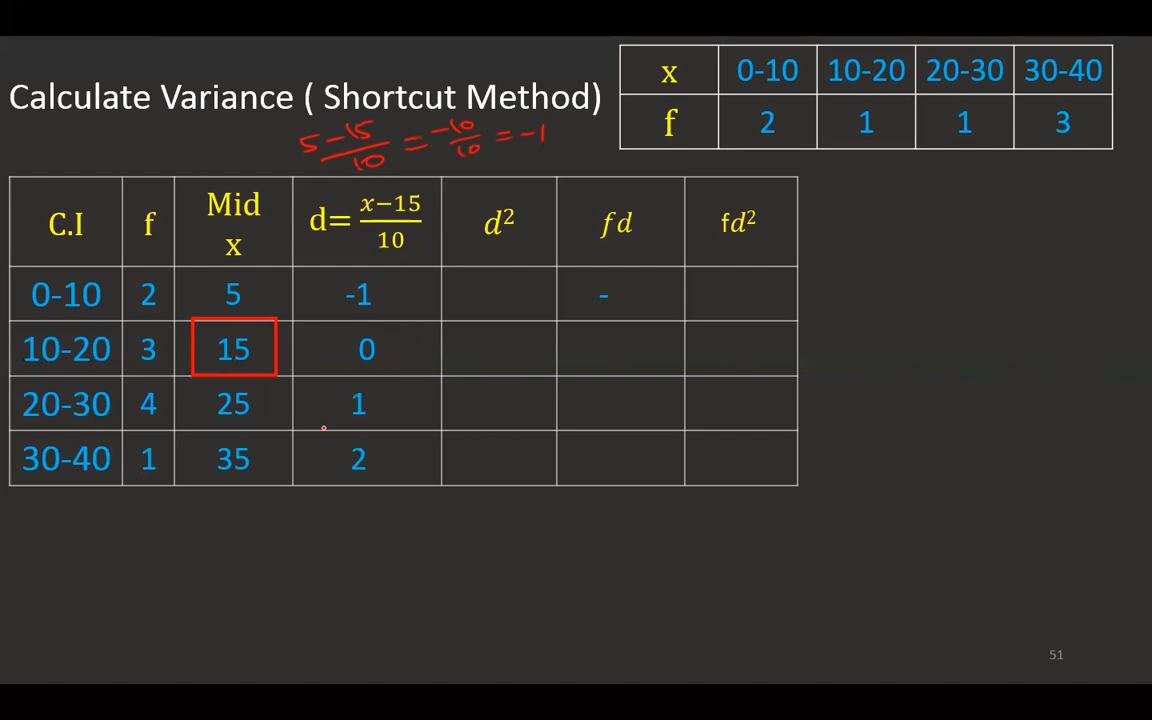 Calculate Variance ( Shortcut Method)
x 0-10 10-20 20-30 30-40
f 2 1 1 3
5-15/10 = -10/10 = -1
C.I f Mid x d= x−15/10 d² fd fd²
0-10 2 5 -1 -
10-20 3 15 0
20-30 4 25 1
30-40 1 35 2
51